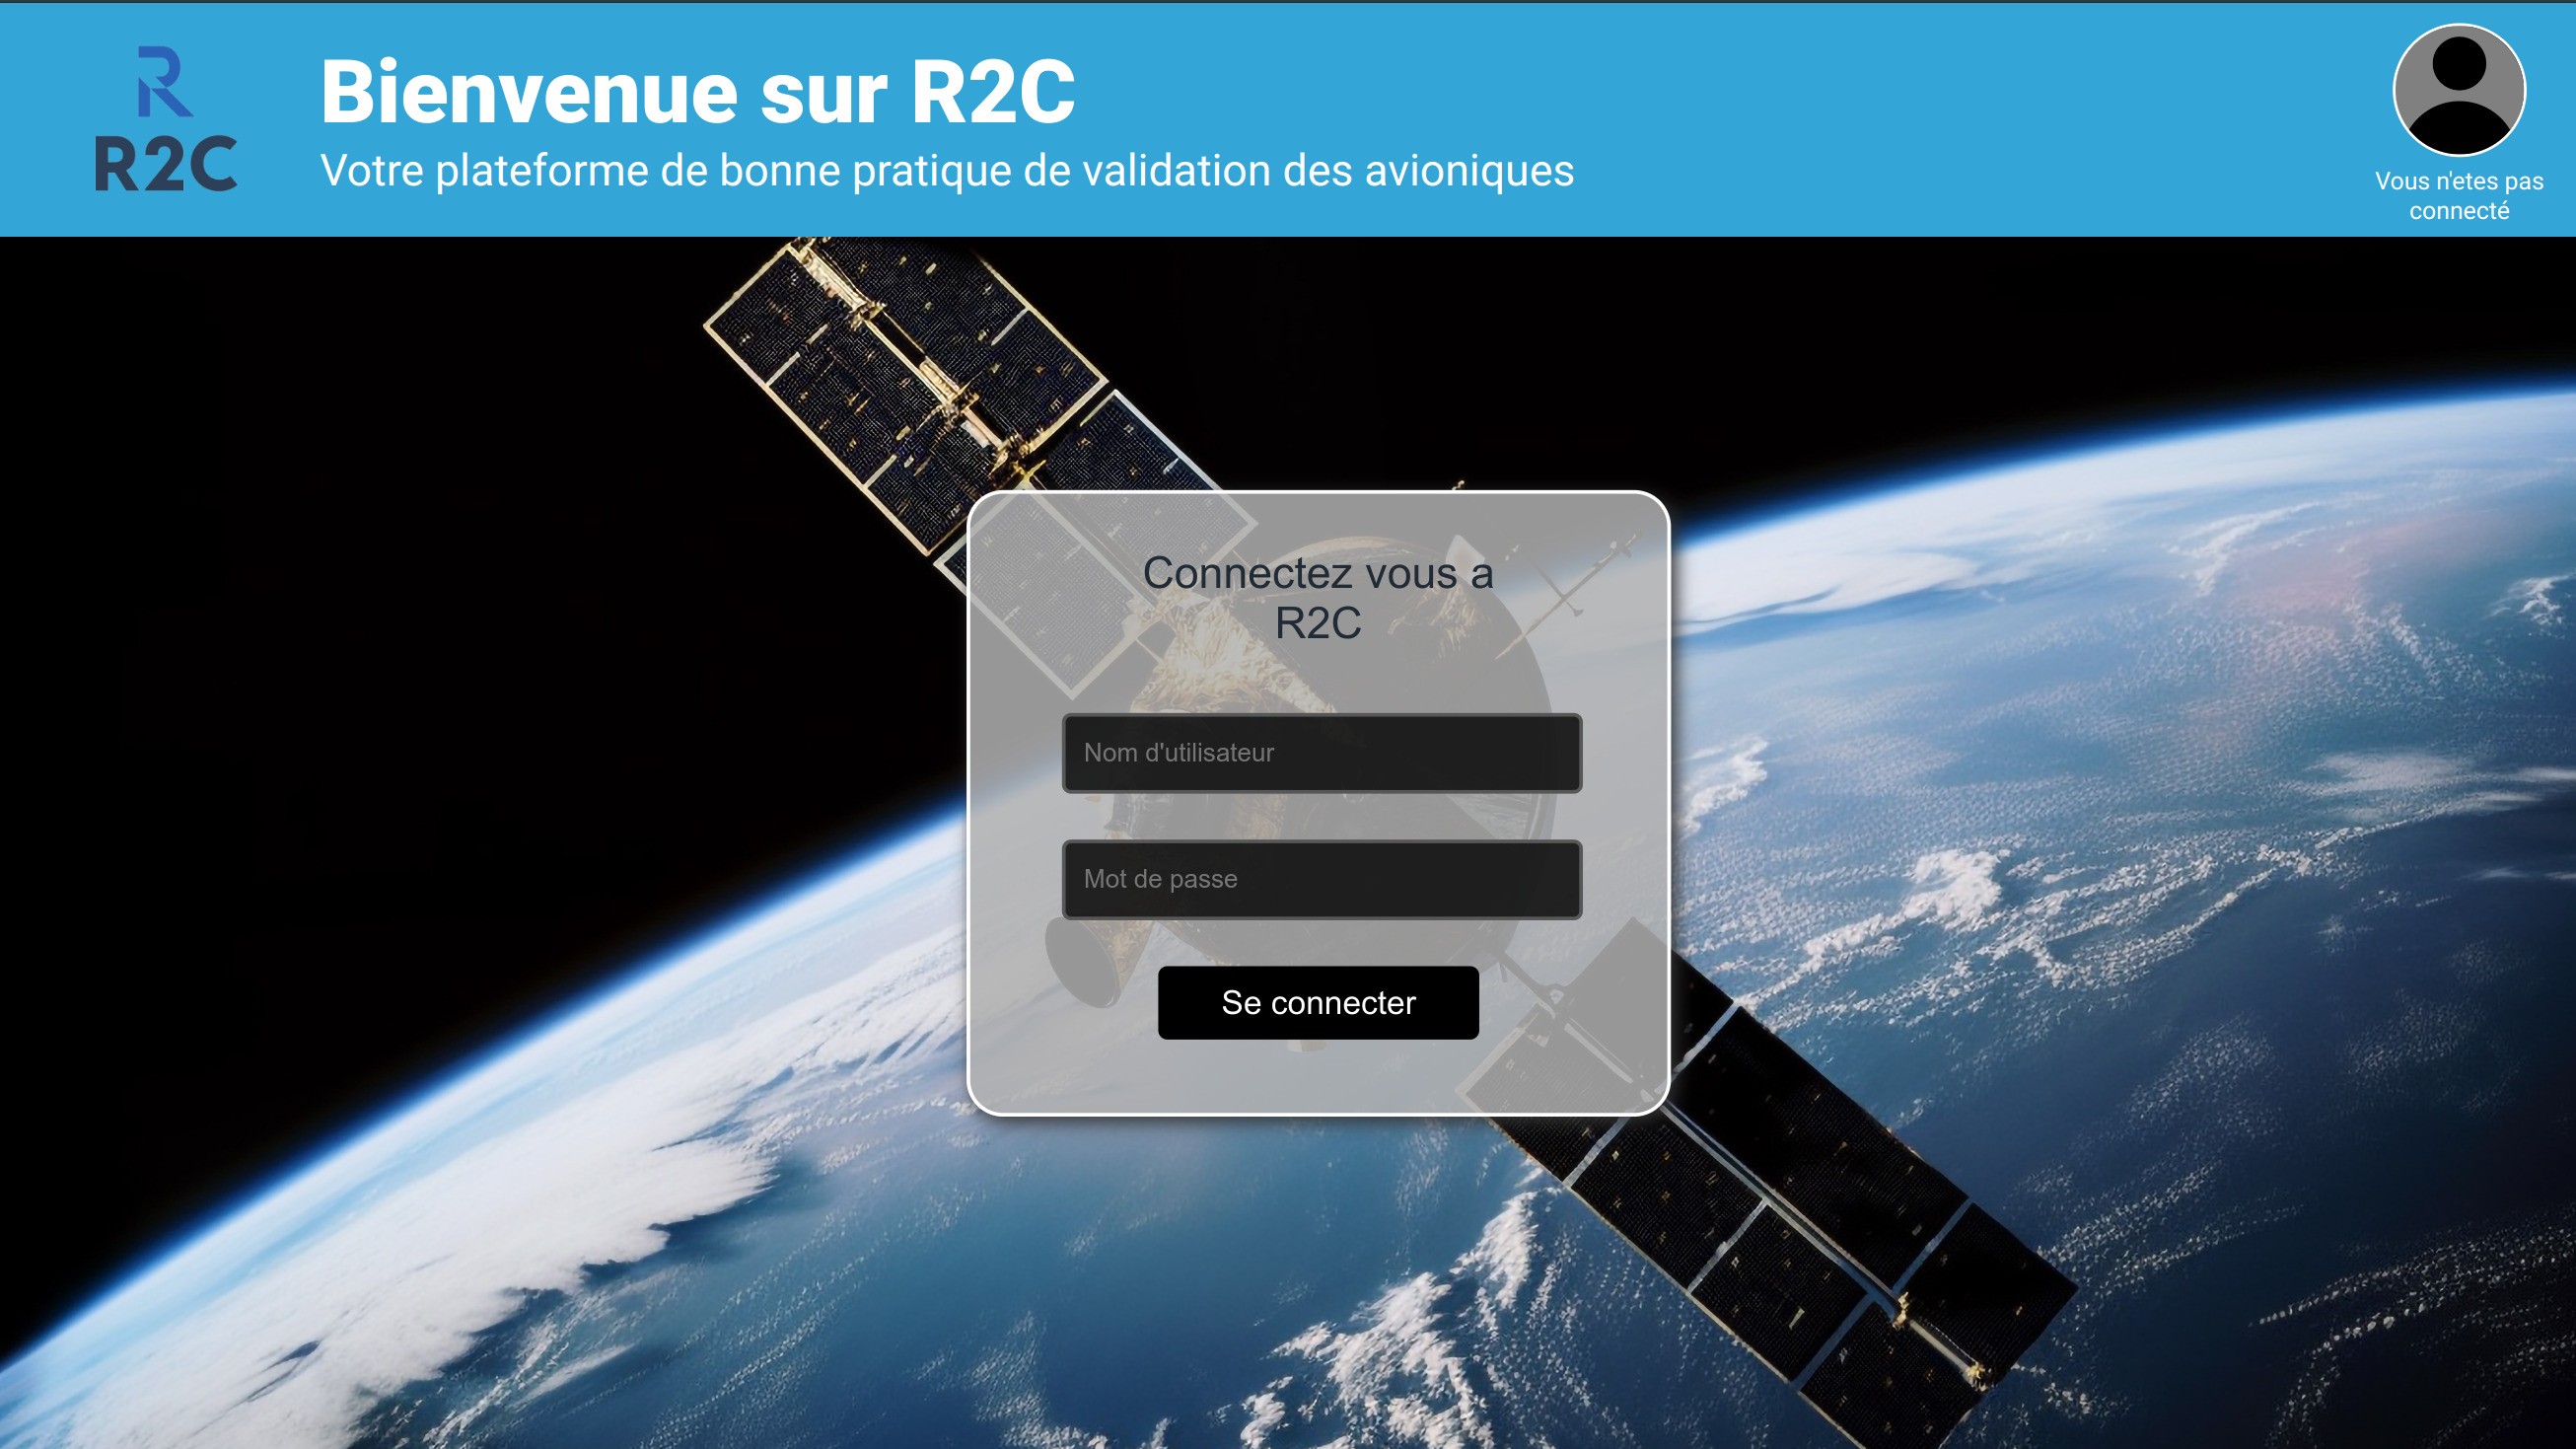 R2C
Bienvenue sur R2C
Votre plateforme de bonne pratique de validation des avioniques
Vous n'etes pas
connecté
Connectez vous a
R2C
Nom d'utilisateur
Mot de passe
Se connecter